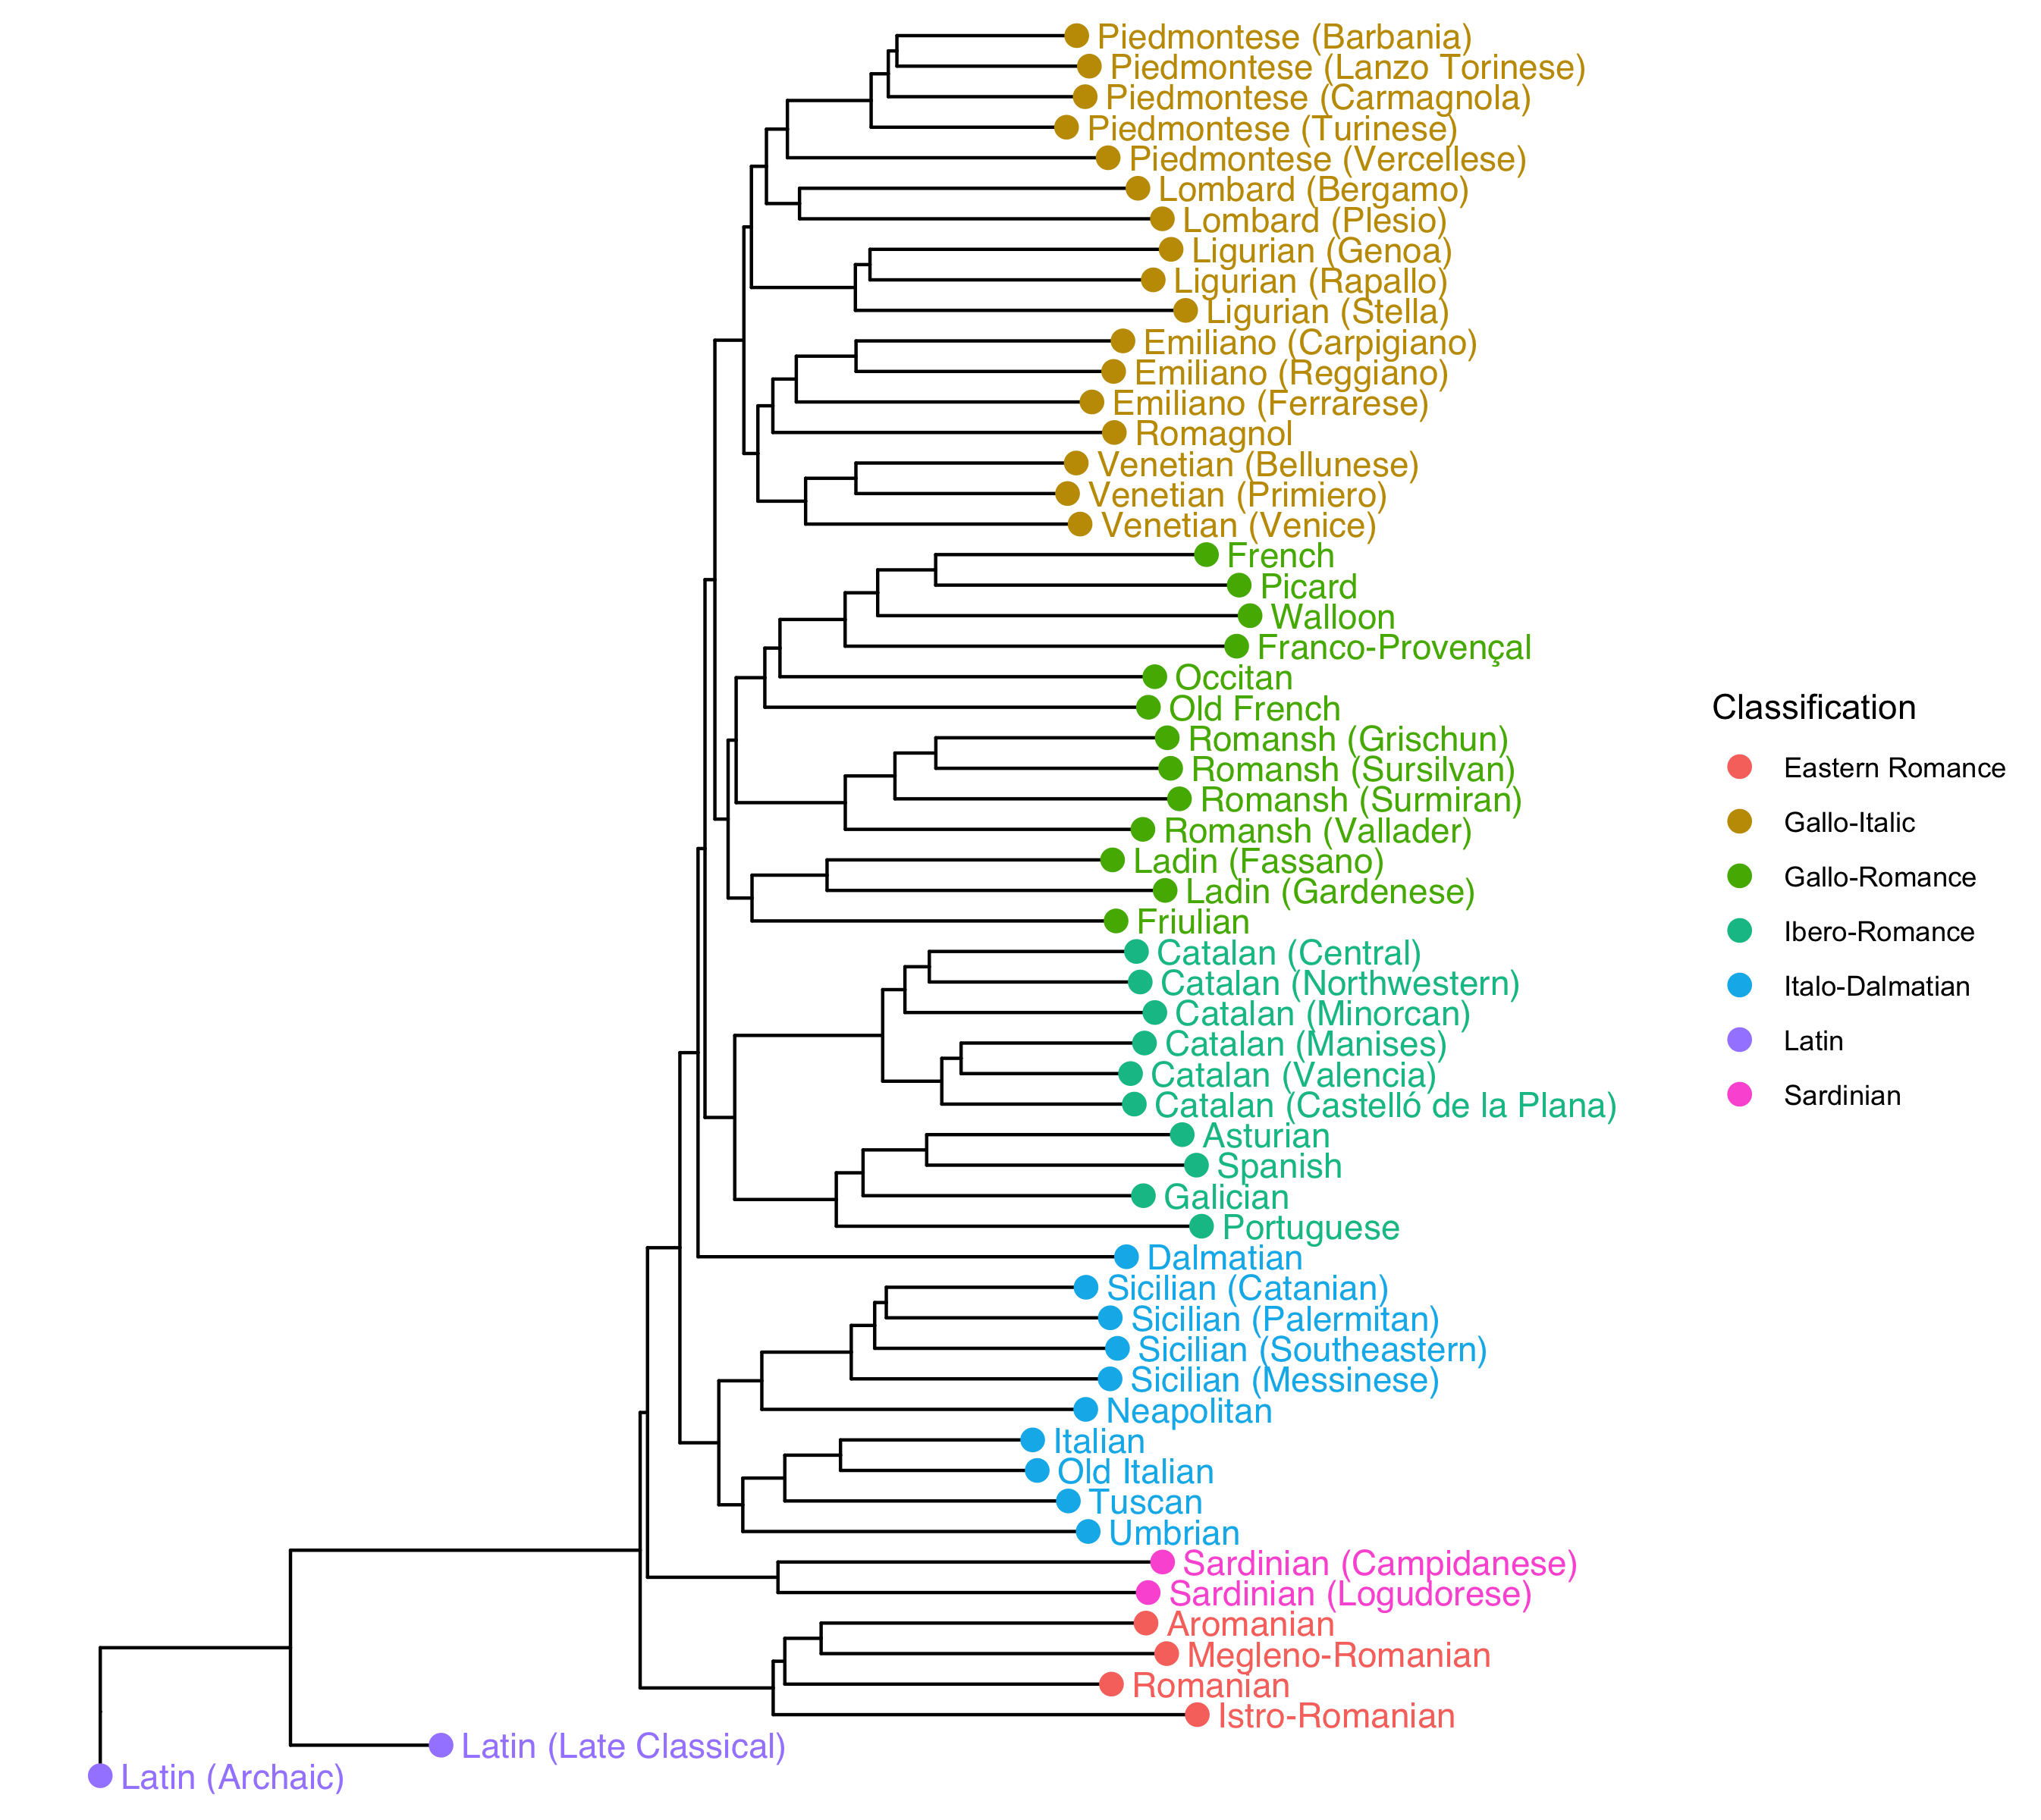 Piedmontese (Barbania)
Piedmontese (Lanzo Torinese)
Piedmontese (Carmagnola)
Piedmontese (Turinese)
Piedmontese (Vercellese)
Lombard (Bergamo)
Lombard (Plesio)
Ligurian (Genoa)
Ligurian (Rapallo)
Ligurian (Stella)
Emiliano (Carpigiano)
Emiliano (Reggiano)
Emiliano (Ferrarese)
Romagnol
Venetian (Bellunese)
Venetian (Primiero)
Venetian (Venice)
French
Picard
Walloon
Franco-Provençal
Occitan
Old French
Romansh (Grischun)
Romansh (Sursilvan)
Romansh (Surmiran)
Romansh (Vallader)
Ladin (Fassano)
Ladin (Gardenese)
Friulian
Catalan (Central)
Catalan (Northwestern)
Catalan (Minorcan)
Catalan (Manises)
Catalan (Valencia)
Catalan (Castelló de la Plana)
Asturian
Spanish
Galician
Portuguese
Dalmatian
Sicilian (Catanian)
Sicilian (Palermitan)
Sicilian (Southeastern)
Sicilian (Messinese)
Neapolitan
Italian
Old Italian
Tuscan
Umbrian
Sardinian (Campidanese)
Sardinian (Logudorese)
Aromanian
Megleno-Romanian
Romanian
Istro-Romanian
Latin (Late Classical)
Latin (Archaic)
Classification
Eastern Romance
Gallo-Italic
Gallo-Romance
Ibero-Romance
Italo-Dalmatian
Latin
Sardinian